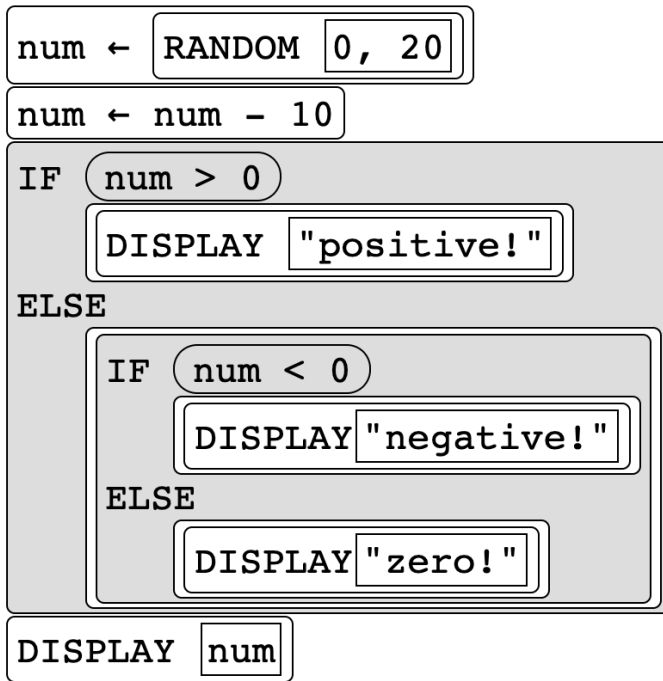 num ← RANDOM 0, 20
num ← num - 10
IF num > 0
DISPLAY "positive!"
ELSE
IF num < 0
DISPLAY "negative!"
ELSE
DISPLAY "zero!"
DISPLAY num